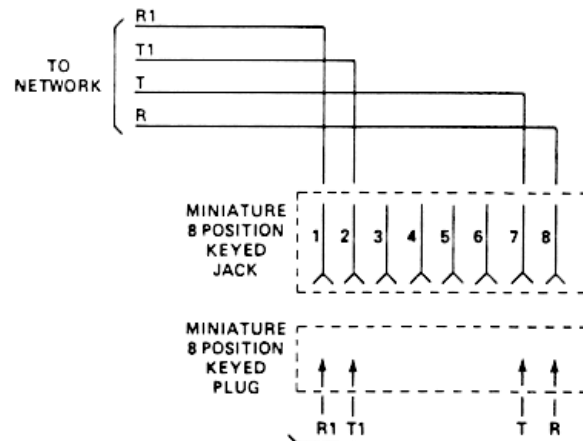 R1
T1
TO
NETWORK
T
R
MINIATURE
8 POSITION
KEYED
JACK
1 2 3 4 5 6 7 8
MINIATURE
8 POSITION
KEYED
PLUG
R1 T1 T R